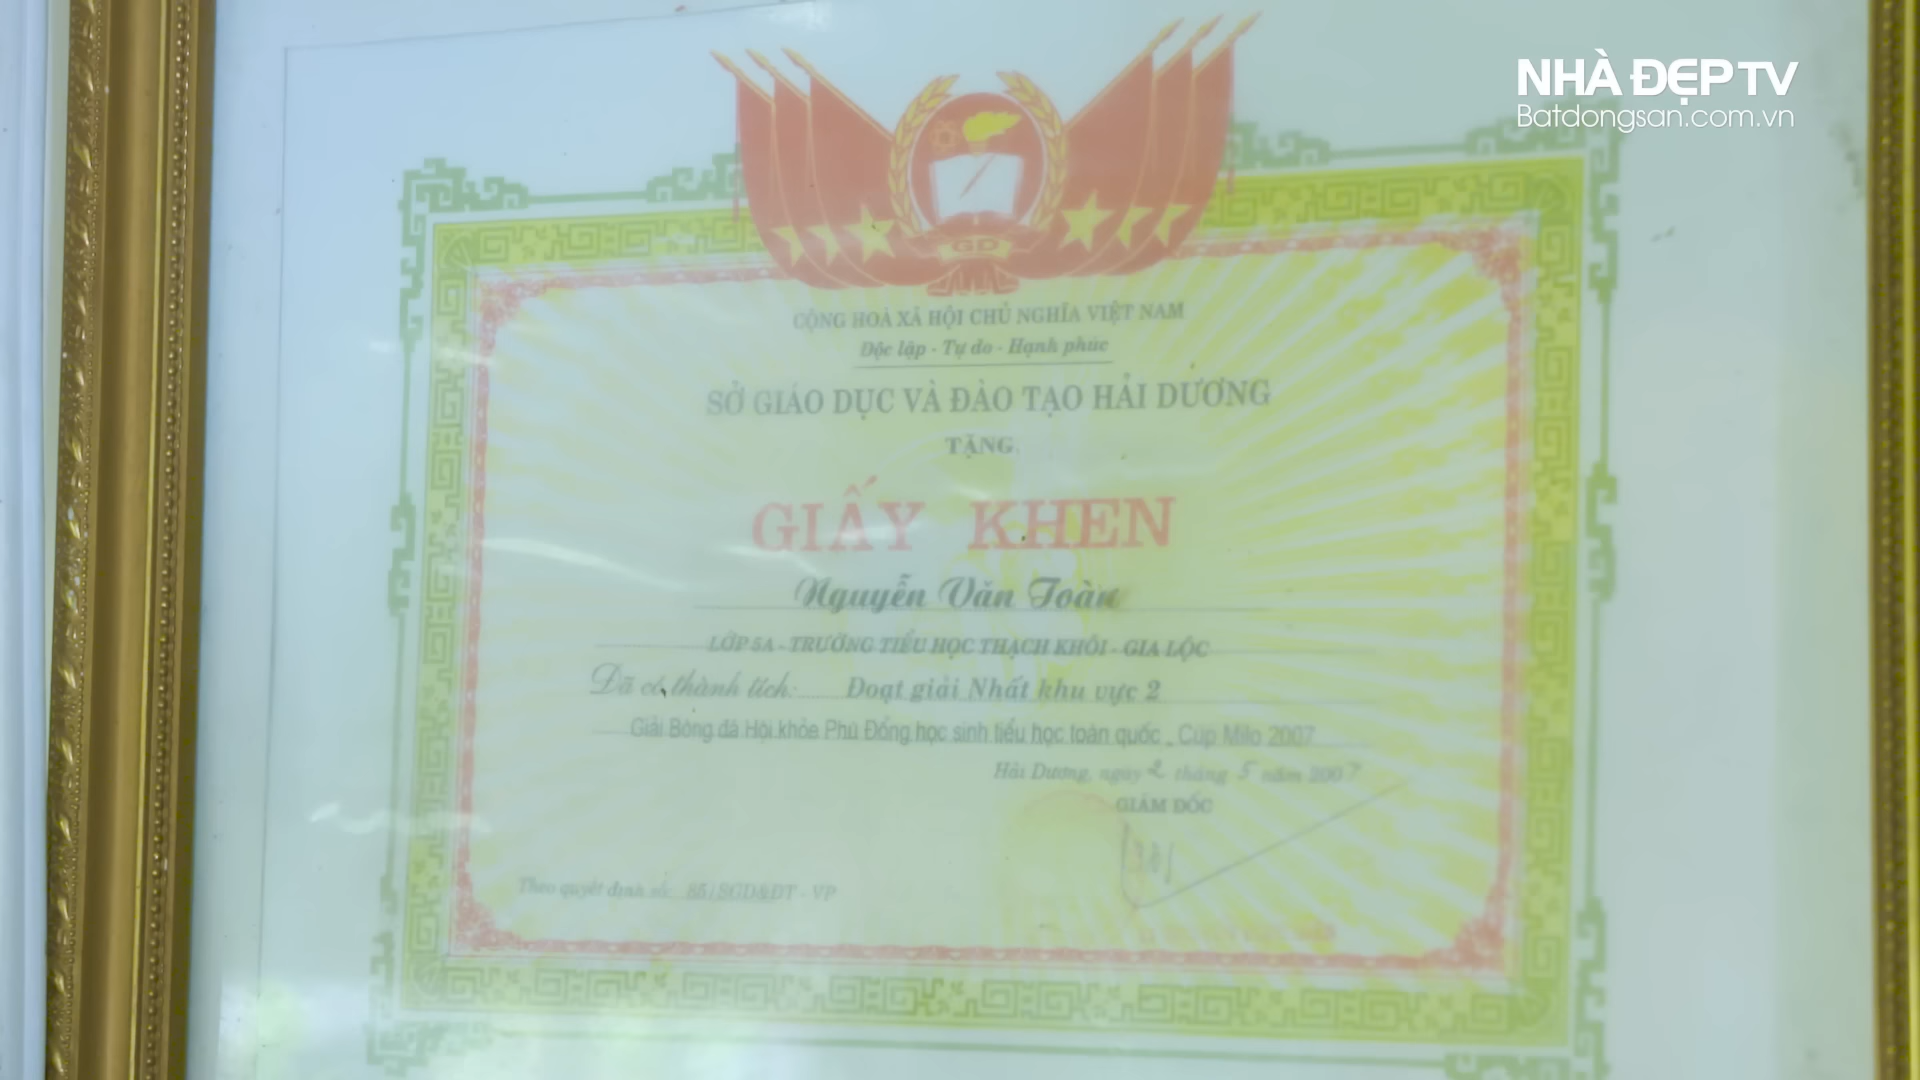 NHÀ ĐẸP TV
Batdongsan.com.vn
GD
CỘNG HOÀ XÃ HỘI CHỦ NGHĨA VIỆT NAM
Độc lập - Tự do - Hạnh phúc
SỞ GIÁO DỤC VÀ ĐÀO TẠO HẢI DƯƠNG
TẶNG
GIẤY KHEN
Nguyễn Văn Toàn
LỚP 5A - TRƯỜNG TIỂU HỌC THẠCH KHÔI - GIA LỘC
Đã có thành tích: Đoạt giải Nhất khu vực 2
Giải Bóng đá Hội khỏe Phù Đổng học sinh tiểu học toàn quốc - Cúp Milo 2007
Hải Dương, ngày 2 tháng 5 năm 2007
GIÁM ĐỐC
Theo quyết định số: 85/SGD&ĐT - VP